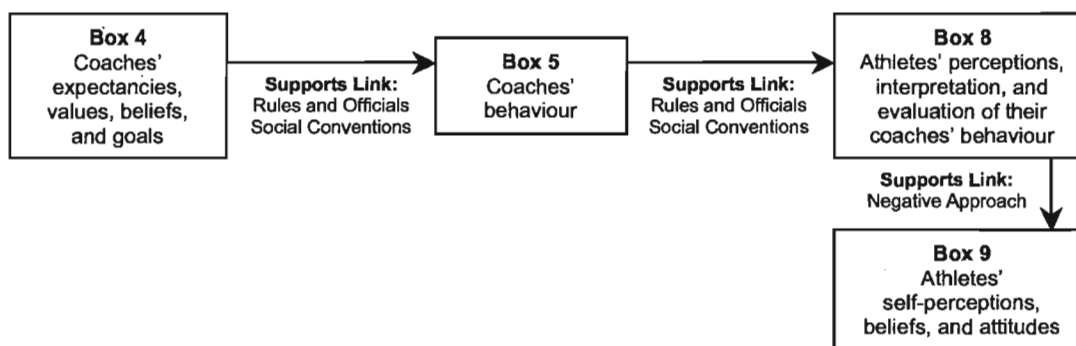 Box 4
Coaches'
expectancies,
values, beliefs,
and goals
Supports Link:
Rules and Officials
Social Conventions
Box 5
Coaches'
behaviour
Supports Link:
Rules and Officials
Social Conventions
Box 8
Athletes' perceptions,
interpretation, and
evaluation of their
coaches' behaviour
Supports Link:
Negative Approach
Box 9
Athletes'
self-perceptions,
beliefs, and attitudes